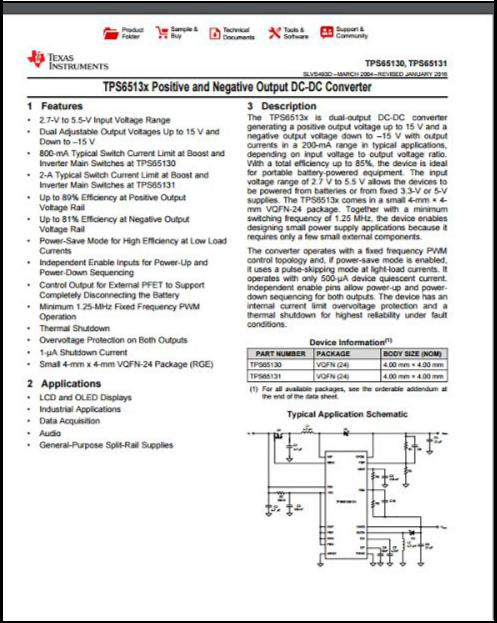 Product
Folder
Sample &
Buy
Technical
Documents
Tools &
Software
Support &
Community
TEXAS
INSTRUMENTS
TPS65130, TPS65131
SLVS493D –MARCH 2004–REVISED JANUARY 2016
TPS6513x Positive and Negative Output DC-DC Converter
1 Features
• 2.7-V to 5.5-V Input Voltage Range
• Dual Adjustable Output Voltages Up to 15 V and
Down to –15 V
• 800-mA Typical Switch Current Limit at Boost and
Inverter Main Switches at TPS65130
• 2-A Typical Switch Current Limit at Boost and
Inverter Main Switches at TPS65131
• Up to 89% Efficiency at Positive Output
Voltage Rail
• Up to 81% Efficiency at Negative Output
Voltage Rail
• Power-Save Mode for High Efficiency at Low Load
Currents
• Independent Enable Inputs for Power-Up and
Power-Down Sequencing
• Control Output for External PFET to Support
Completely Disconnecting the Battery
• Minimum 1.25-MHz Fixed Frequency PWM
Operation
• Thermal Shutdown
• Overvoltage Protection on Both Outputs
• 1-µA Shutdown Current
• Small 4-mm x 4-mm VQFN-24 Package (RGE)
2 Applications
• LCD and OLED Displays
• Industrial Applications
• Data Acquisition
• Audio
• General-Purpose Split-Rail Supplies
3 Description
The TPS6513x is dual-output DC-DC converter
generating a positive output voltage up to 15 V and a
negative output voltage down to –15 V with output
currents in a 200-mA range in typical applications,
depending on input voltage to output voltage ratio.
With a total efficiency up to 85%, the device is ideal
for portable battery-powered equipment. The input
voltage range of 2.7 V to 5.5 V allows the devices to
be powered from batteries or from fixed 3.3-V or 5-V
supplies. The TPS6513x comes in a small 4-mm × 4-
mm VQFN-24 package. Together with a minimum
switching frequency of 1.25 MHz, the device enables
designing small power supply applications because it
requires only a few small external components.
The converter operates with a fixed frequency PWM
control topology and, if power-save mode is enabled,
it uses a pulse-skipping mode at light-load currents. It
operates with only 500-µA device quiescent current.
Independent enable pins allow power-up and power-
down sequencing for both outputs. The device has an
internal current limit overvoltage protection and a
thermal shutdown for highest reliability under fault
conditions.
Device Information(1)
PART NUMBER PACKAGE BODY SIZE (NOM)
TPS65130 VQFN (24) 4.00 mm × 4.00 mm
TPS65131 VQFN (24) 4.00 mm × 4.00 mm
(1) For all available packages, see the orderable addendum at
the end of the data sheet.
Typical Application Schematic